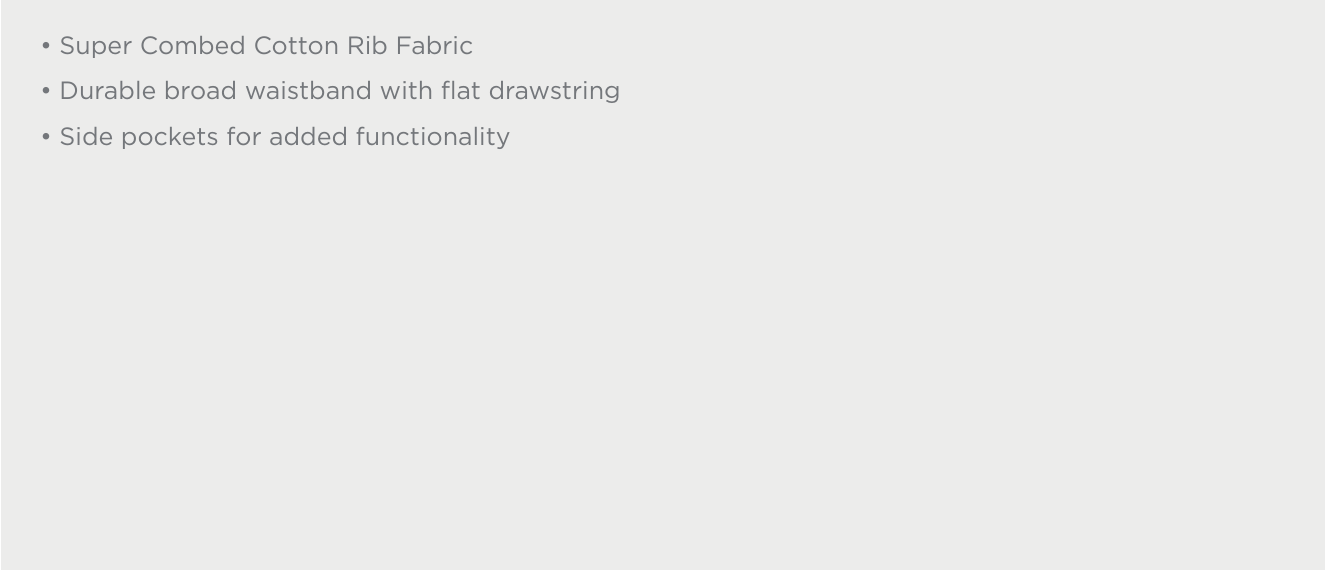 • Super Combed Cotton Rib Fabric
• Durable broad waistband with flat drawstring
• Side pockets for added functionality